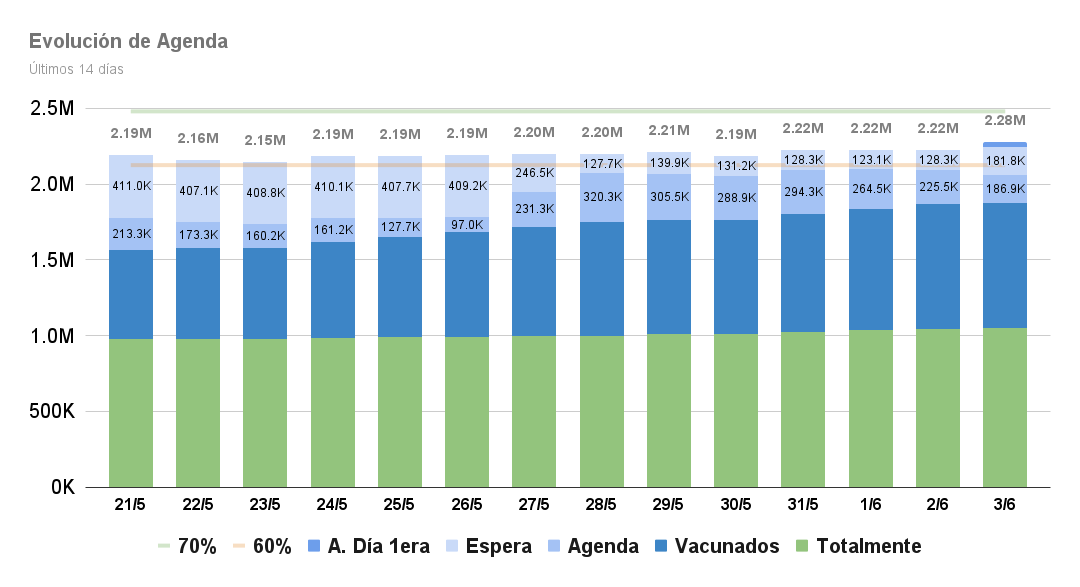 Evolución de Agenda
Últimos 14 días
2.5M
2.19M 2.16M 2.15M 2.19M 2.19M 2.19M 2.20M 2.20M 2.21M 2.19M 2.22M 2.22M 2.22M 2.28M
2.0M
411.0K 407.1K 408.8K 410.1K 407.7K 409.2K 246.5K 127.7K 139.9K 131.2K 128.3K 123.1K 128.3K 181.8K
213.3K 173.3K 160.2K 161.2K 127.7K 97.0K 231.3K 320.3K 305.5K 288.9K 294.3K 264.5K 225.5K 186.9K
1.5M
1.0M
500K
0K
21/5 22/5 23/5 24/5 25/5 26/5 27/5 28/5 29/5 30/5 31/5 1/6 2/6 3/6
70% 60% A. Día 1era Espera Agenda Vacunados Totalmente